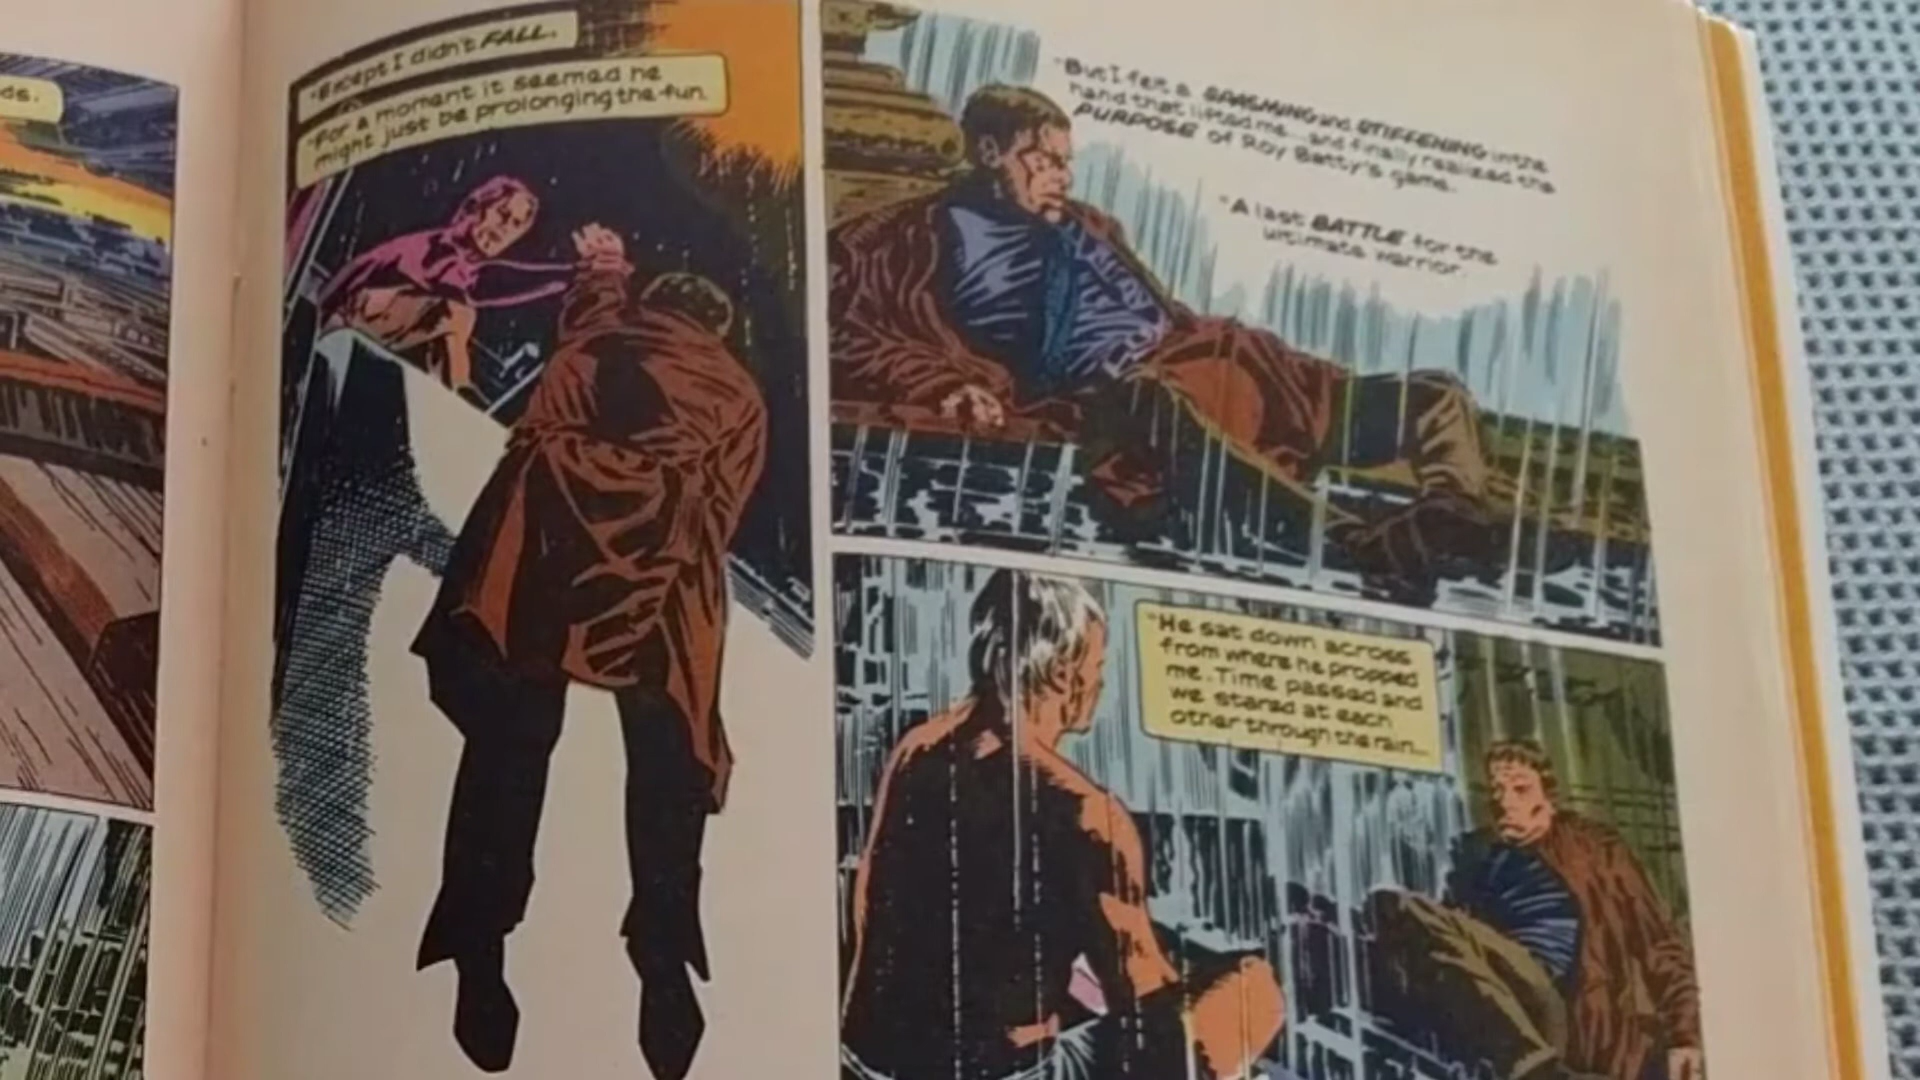 ds.
"Except I didn't FALL.
"For a moment it seemed he
might just be prolonging the fun.
"But I felt a SPASMING and STIFFENING in the
hand that lifted me... and finally realized the
PURPOSE of Roy Batty's game.
"A last BATTLE for the
ultimate warrior.
"He sat down across
from where he propped
me. Time passed and
we stared at each
other through the rain...